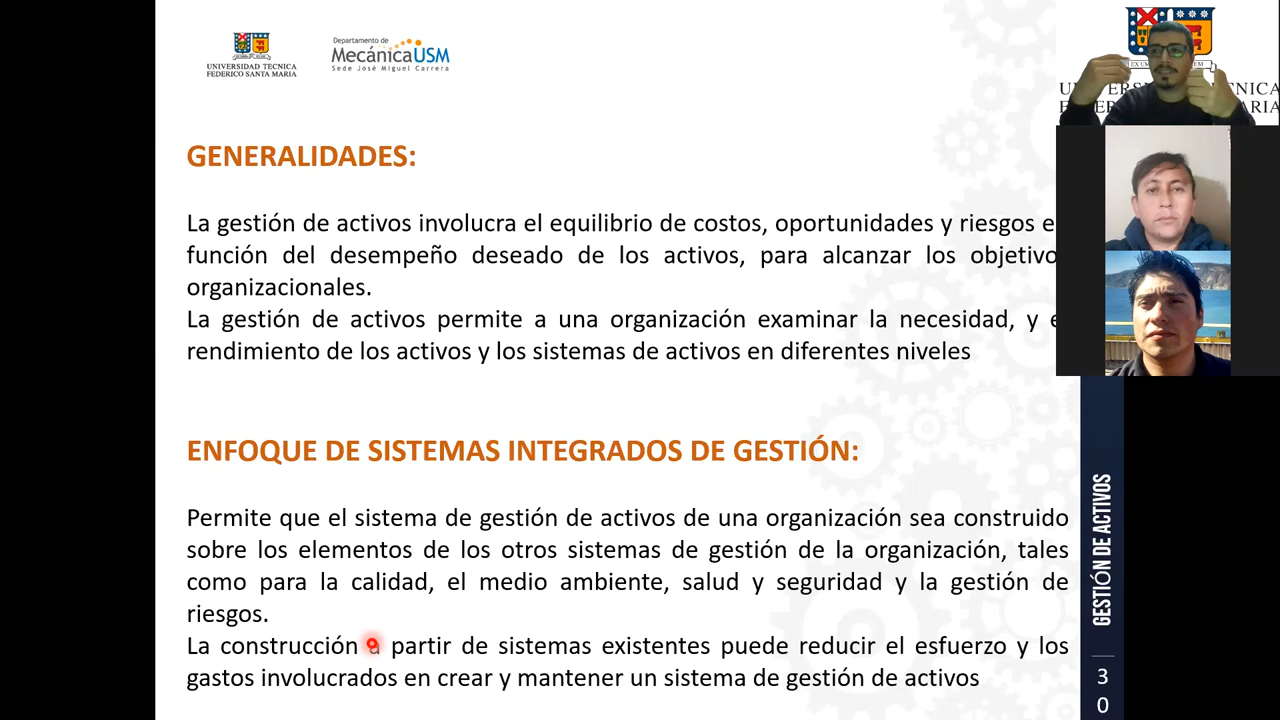 UNIVERSIDAD TECNICA
FEDERICO SANTA MARIA
Departamento de
MecánicaUSM
Sede José Miguel Carrera
GENERALIDADES:
La gestión de activos involucra el equilibrio de costos, oportunidades y riesgos e
función del desempeño deseado de los activos, para alcanzar los objetivo
organizacionales.
La gestión de activos permite a una organización examinar la necesidad, y e
rendimiento de los activos y los sistemas de activos en diferentes niveles
ENFOQUE DE SISTEMAS INTEGRADOS DE GESTIÓN:
Permite que el sistema de gestión de activos de una organización sea construido
sobre los elementos de los otros sistemas de gestión de la organización, tales
como para la calidad, el medio ambiente, salud y seguridad y la gestión de
riesgos.
La construcción a partir de sistemas existentes puede reducir el esfuerzo y los
gastos involucrados en crear y mantener un sistema de gestión de activos
GESTIÓN DE ACTIVOS
3
0